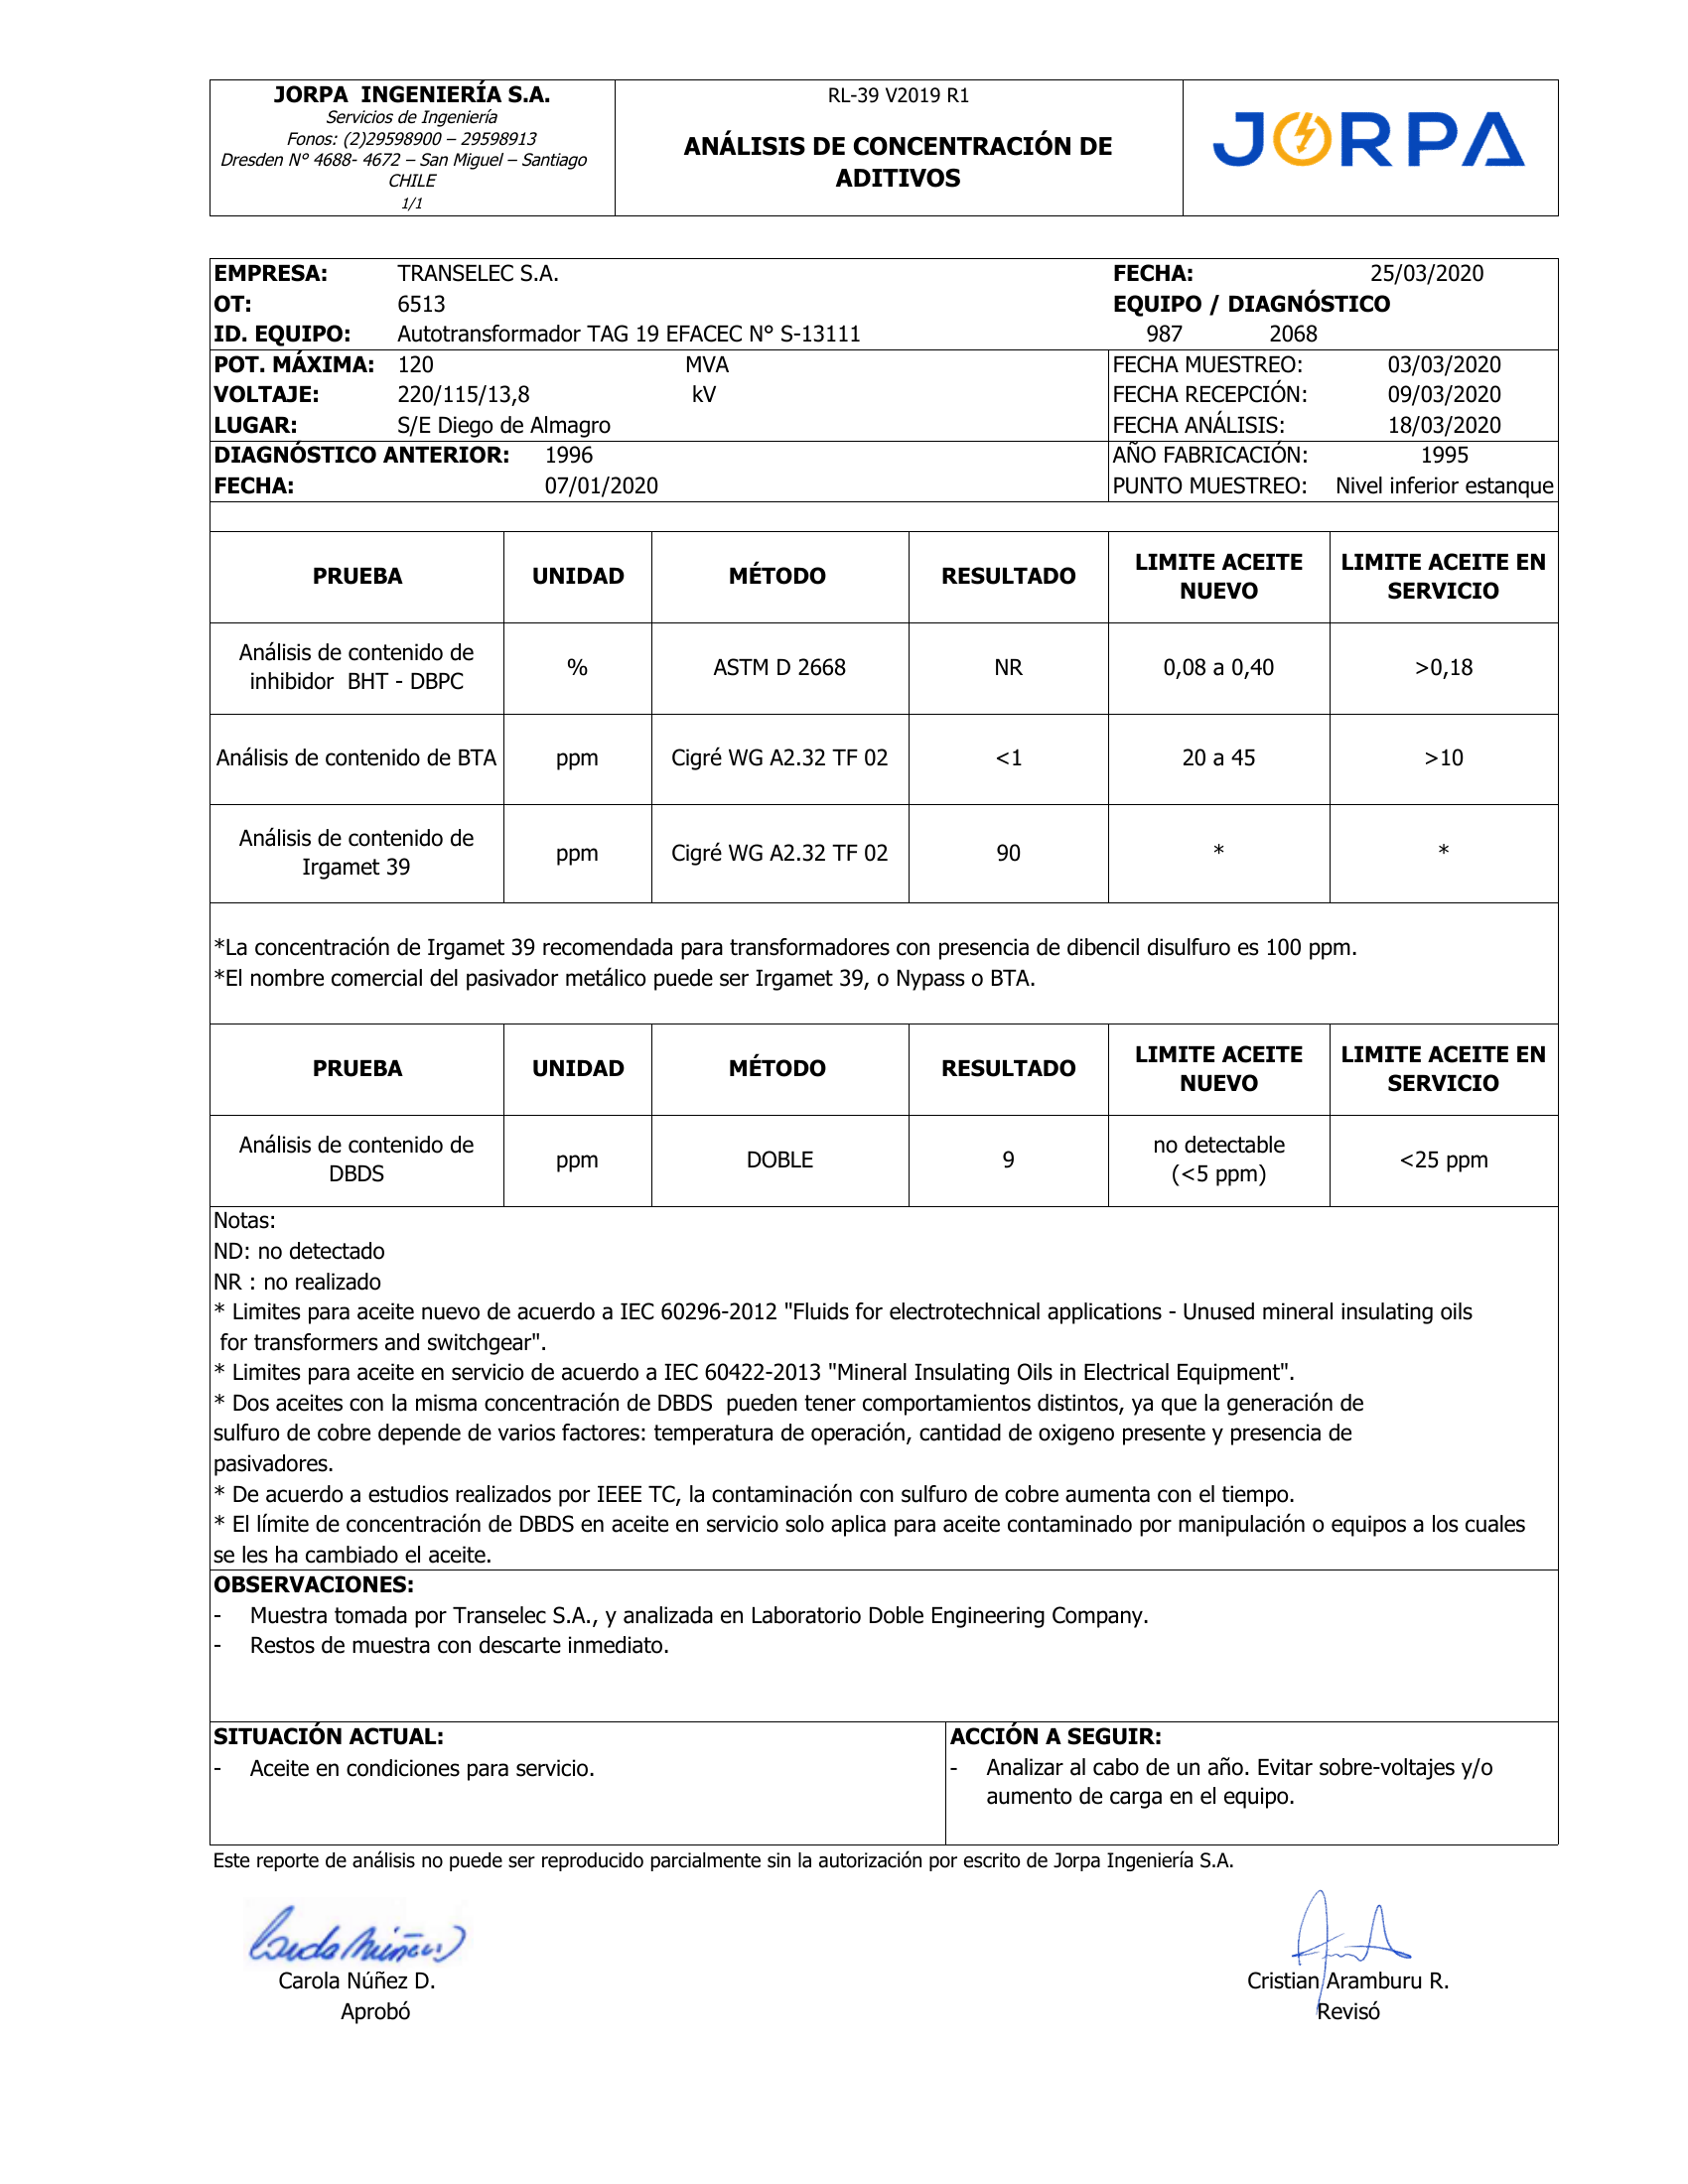 JORPA INGENIERÍA S.A.
Servicios de Ingeniería
Fonos: (2)29598900 – 29598913
Dresden N° 4688- 4672 – San Miguel – Santiago
CHILE
1/1
RL-39 V2019 R1
ANÁLISIS DE CONCENTRACIÓN DE
ADITIVOS
JORPA
EMPRESA: TRANSELEC S.A. FECHA: 25/03/2020
OT: 6513 EQUIPO / DIAGNÓSTICO
ID. EQUIPO: Autotransformador TAG 19 EFACEC N° S-13111 987 2068
POT. MÁXIMA: 120 MVA FECHA MUESTREO: 03/03/2020
VOLTAJE: 220/115/13,8 kV FECHA RECEPCIÓN: 09/03/2020
LUGAR: S/E Diego de Almagro FECHA ANÁLISIS: 18/03/2020
DIAGNÓSTICO ANTERIOR: 1996 AÑO FABRICACIÓN: 1995
FECHA: 07/01/2020 PUNTO MUESTREO: Nivel inferior estanque
PRUEBA UNIDAD MÉTODO RESULTADO LIMITE ACEITE NUEVO LIMITE ACEITE EN SERVICIO
Análisis de contenido de inhibidor BHT - DBPC % ASTM D 2668 NR 0,08 a 0,40 >0,18
Análisis de contenido de BTA ppm Cigré WG A2.32 TF 02 <1 20 a 45 >10
Análisis de contenido de Irgamet 39 ppm Cigré WG A2.32 TF 02 90 * *
*La concentración de Irgamet 39 recomendada para transformadores con presencia de dibencil disulfuro es 100 ppm.
*El nombre comercial del pasivador metálico puede ser Irgamet 39, o Nypass o BTA.
PRUEBA UNIDAD MÉTODO RESULTADO LIMITE ACEITE NUEVO LIMITE ACEITE EN SERVICIO
Análisis de contenido de DBDS ppm DOBLE 9 no detectable (<5 ppm) <25 ppm
Notas:
ND: no detectado
NR : no realizado
* Limites para aceite nuevo de acuerdo a IEC 60296-2012 "Fluids for electrotechnical applications - Unused mineral insulating oils
for transformers and switchgear".
* Limites para aceite en servicio de acuerdo a IEC 60422-2013 "Mineral Insulating Oils in Electrical Equipment".
* Dos aceites con la misma concentración de DBDS pueden tener comportamientos distintos, ya que la generación de
sulfuro de cobre depende de varios factores: temperatura de operación, cantidad de oxigeno presente y presencia de
pasivadores.
* De acuerdo a estudios realizados por IEEE TC, la contaminación con sulfuro de cobre aumenta con el tiempo.
* El límite de concentración de DBDS en aceite en servicio solo aplica para aceite contaminado por manipulación o equipos a los cuales
se les ha cambiado el aceite.
OBSERVACIONES:
- Muestra tomada por Transelec S.A., y analizada en Laboratorio Doble Engineering Company.
- Restos de muestra con descarte inmediato.
SITUACIÓN ACTUAL:
- Aceite en condiciones para servicio.
ACCIÓN A SEGUIR:
- Analizar al cabo de un año. Evitar sobre-voltajes y/o
aumento de carga en el equipo.
Este reporte de análisis no puede ser reproducido parcialmente sin la autorización por escrito de Jorpa Ingeniería S.A.
Carola Núñez D.
Aprobó
Cristian Aramburu R.
Revisó